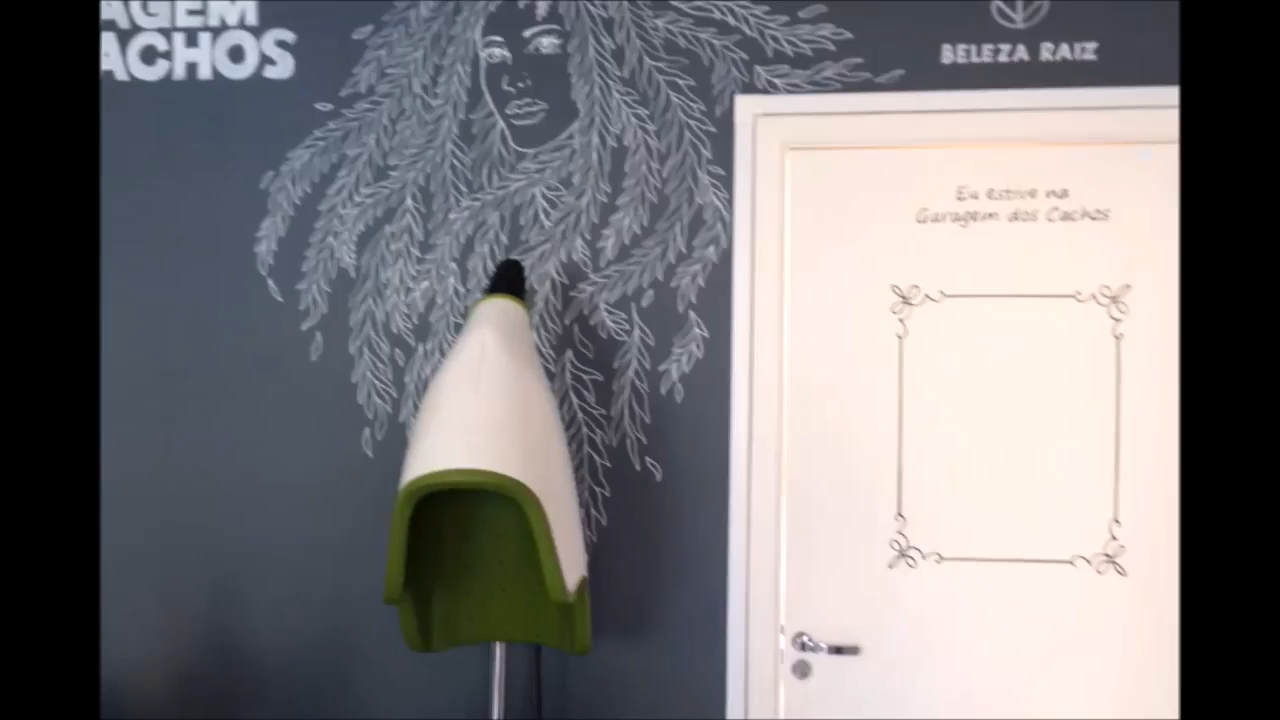 AGEM
ACHOS
BELEZA RAIZ
Eu estive na
Garagem dos Cachos